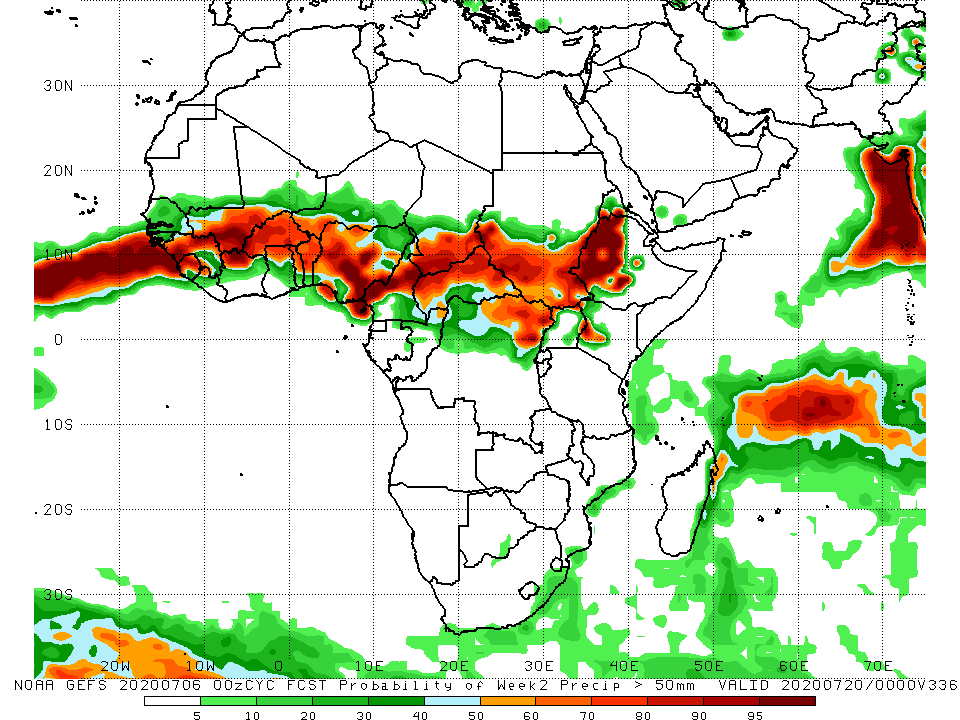 30N
20N
10N
0
10S
20S
30S
20W 10W 0 10E 20E 30E 40E 50E 60E 70E
NOAA GEFS 20200706 00zCYC FCST Probability of Week2 Precip > 50mm VALID 20200720/0000V336
5 10 20 30 40 50 60 70 80 90 95